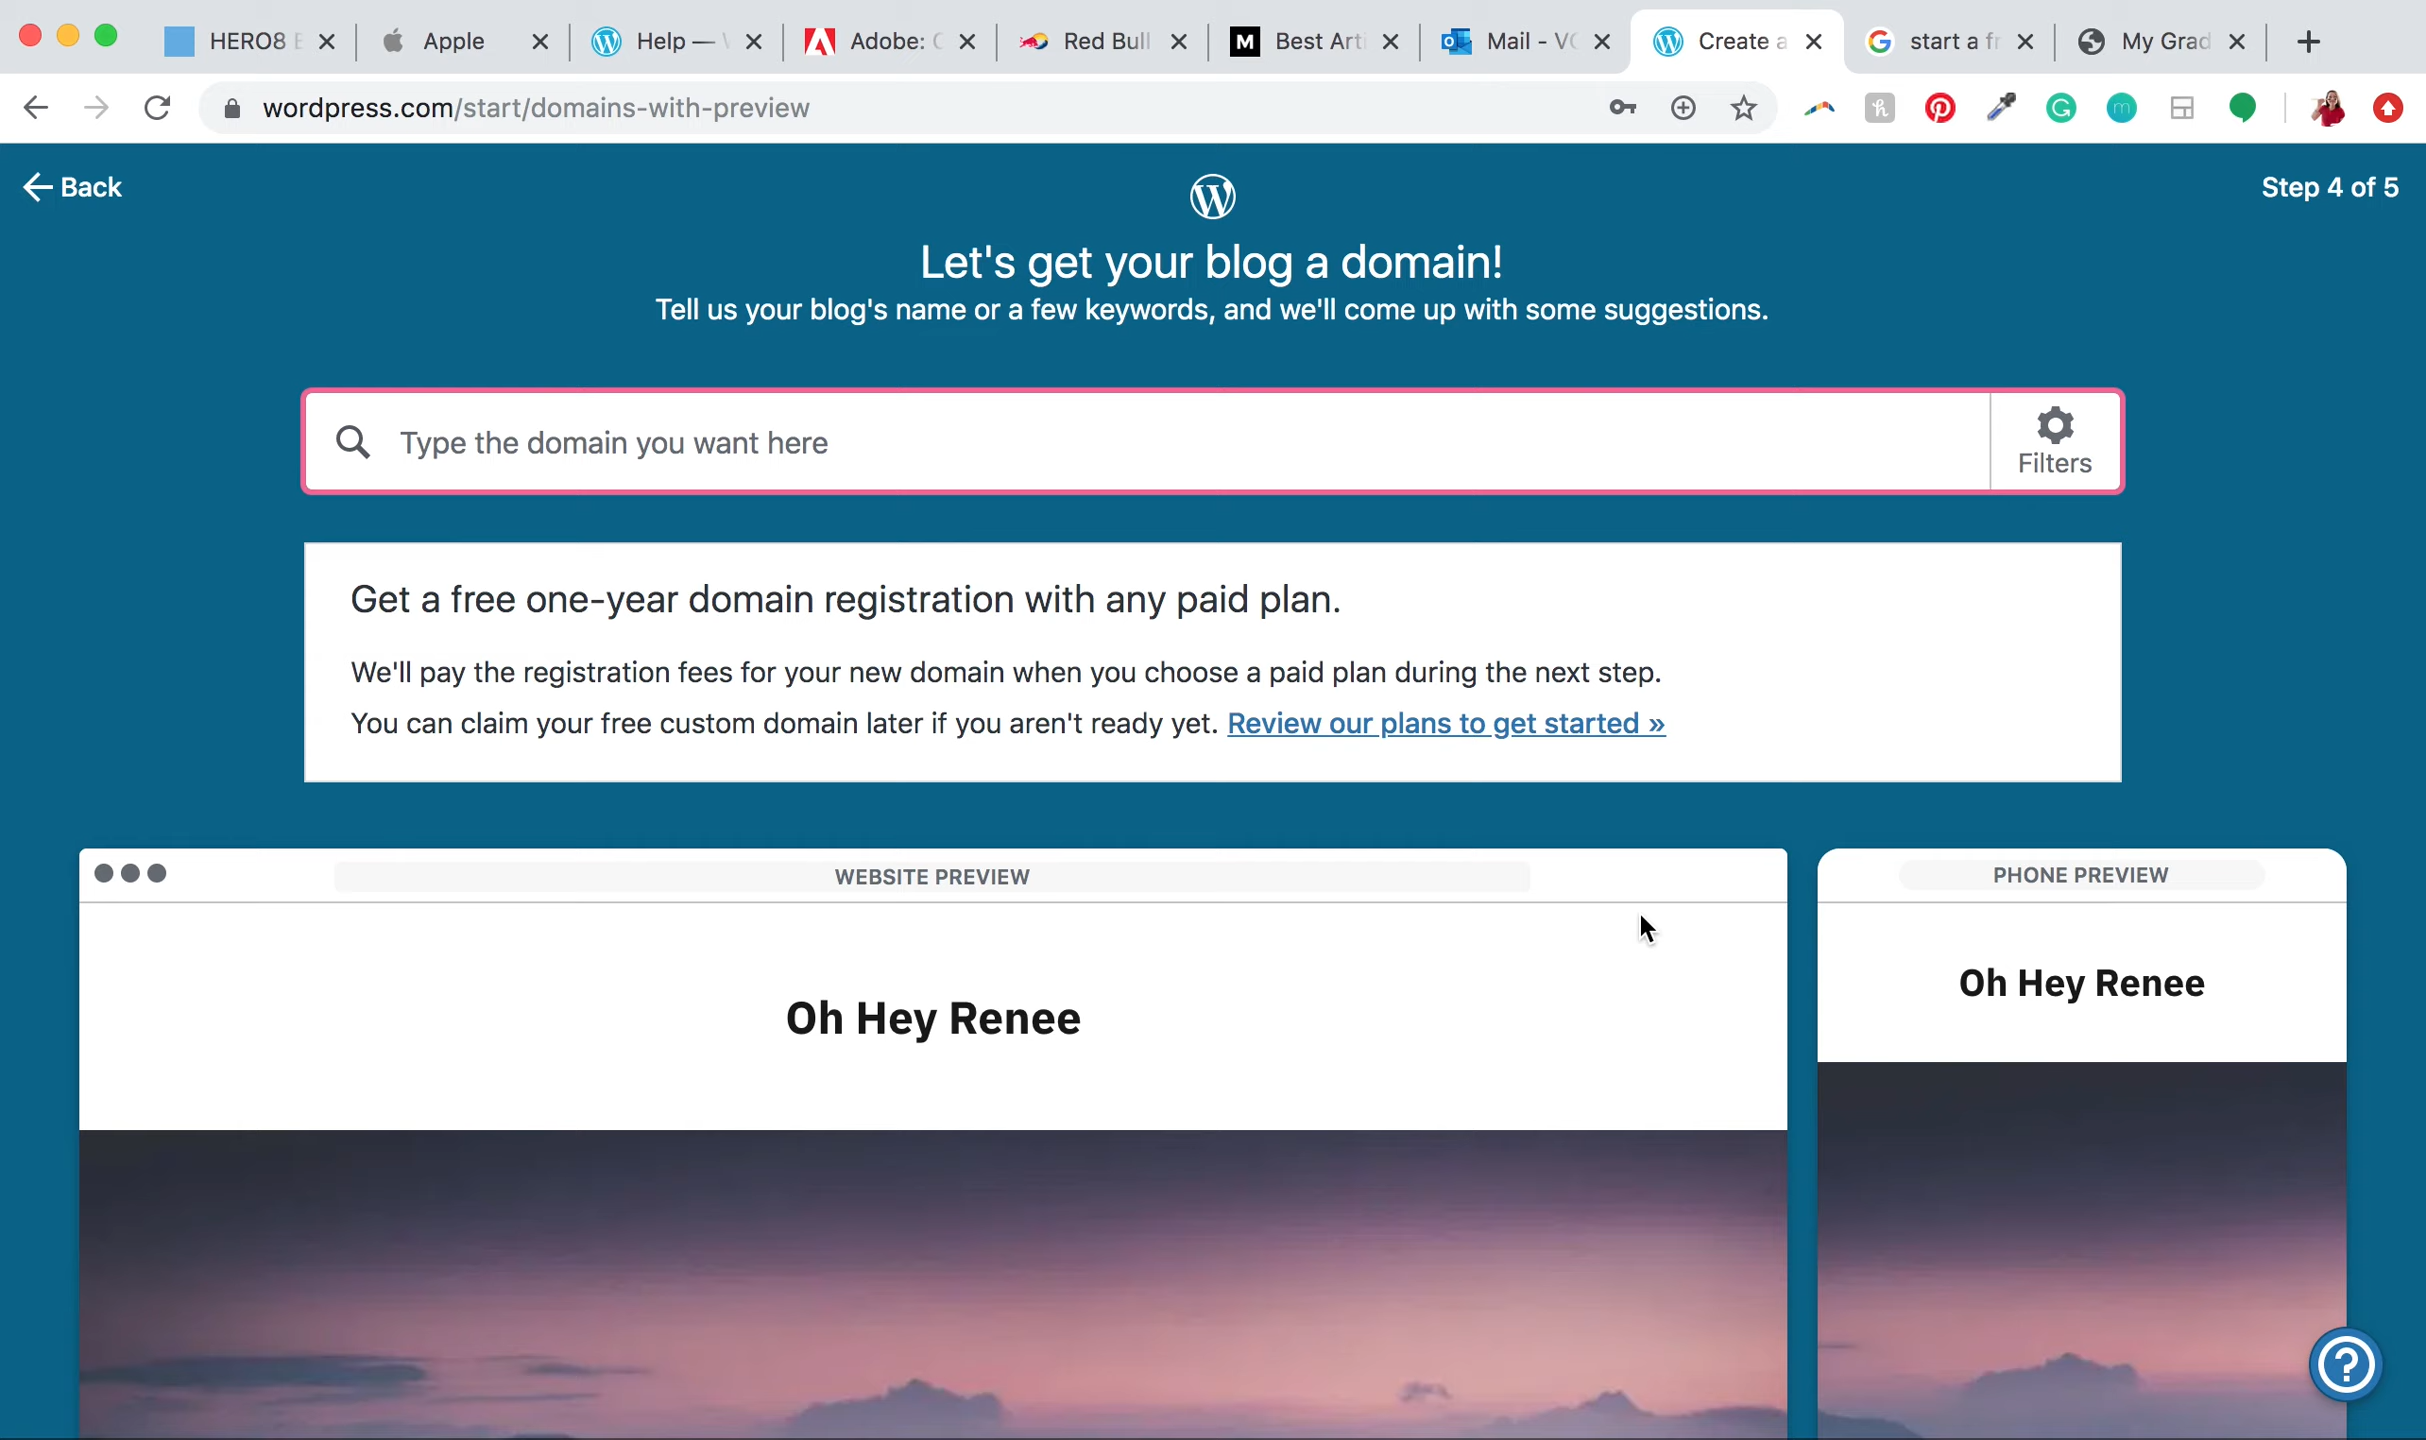 HERO8
Apple
Help —
Adobe:
Red Bull
Best Arti
Mail -
Create a
start a
My Grad
wordpress.com/start/domains-with-preview
Back
Step 4 of 5
Let's get your blog a domain!
Tell us your blog's name or a few keywords, and we'll come up with some suggestions.
Type the domain you want here
Filters
Get a free one-year domain registration with any paid plan.
We'll pay the registration fees for your new domain when you choose a paid plan during the next step.
You can claim your free custom domain later if you aren't ready yet. Review our plans to get started »
WEBSITE PREVIEW
PHONE PREVIEW
Oh Hey Renee
Oh Hey Renee